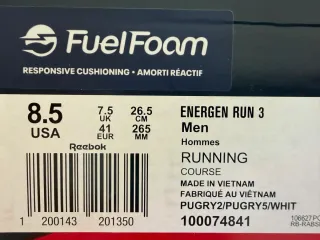 FuelFoam
RESPONSIVE CUSHIONING • AMORTI RÉACTIF
8.5 USA
7.5 UK
26.5 CM
41 EUR
265 MM
Reebok
1 200143 201350
ENERGEN RUN 3
Men
Hommes
RUNNING
COURSE
MADE IN VIETNAM
FABRIQUÉ AU VIÊTNAM
PUGRY2/PUGRY5/WHIT
100074841